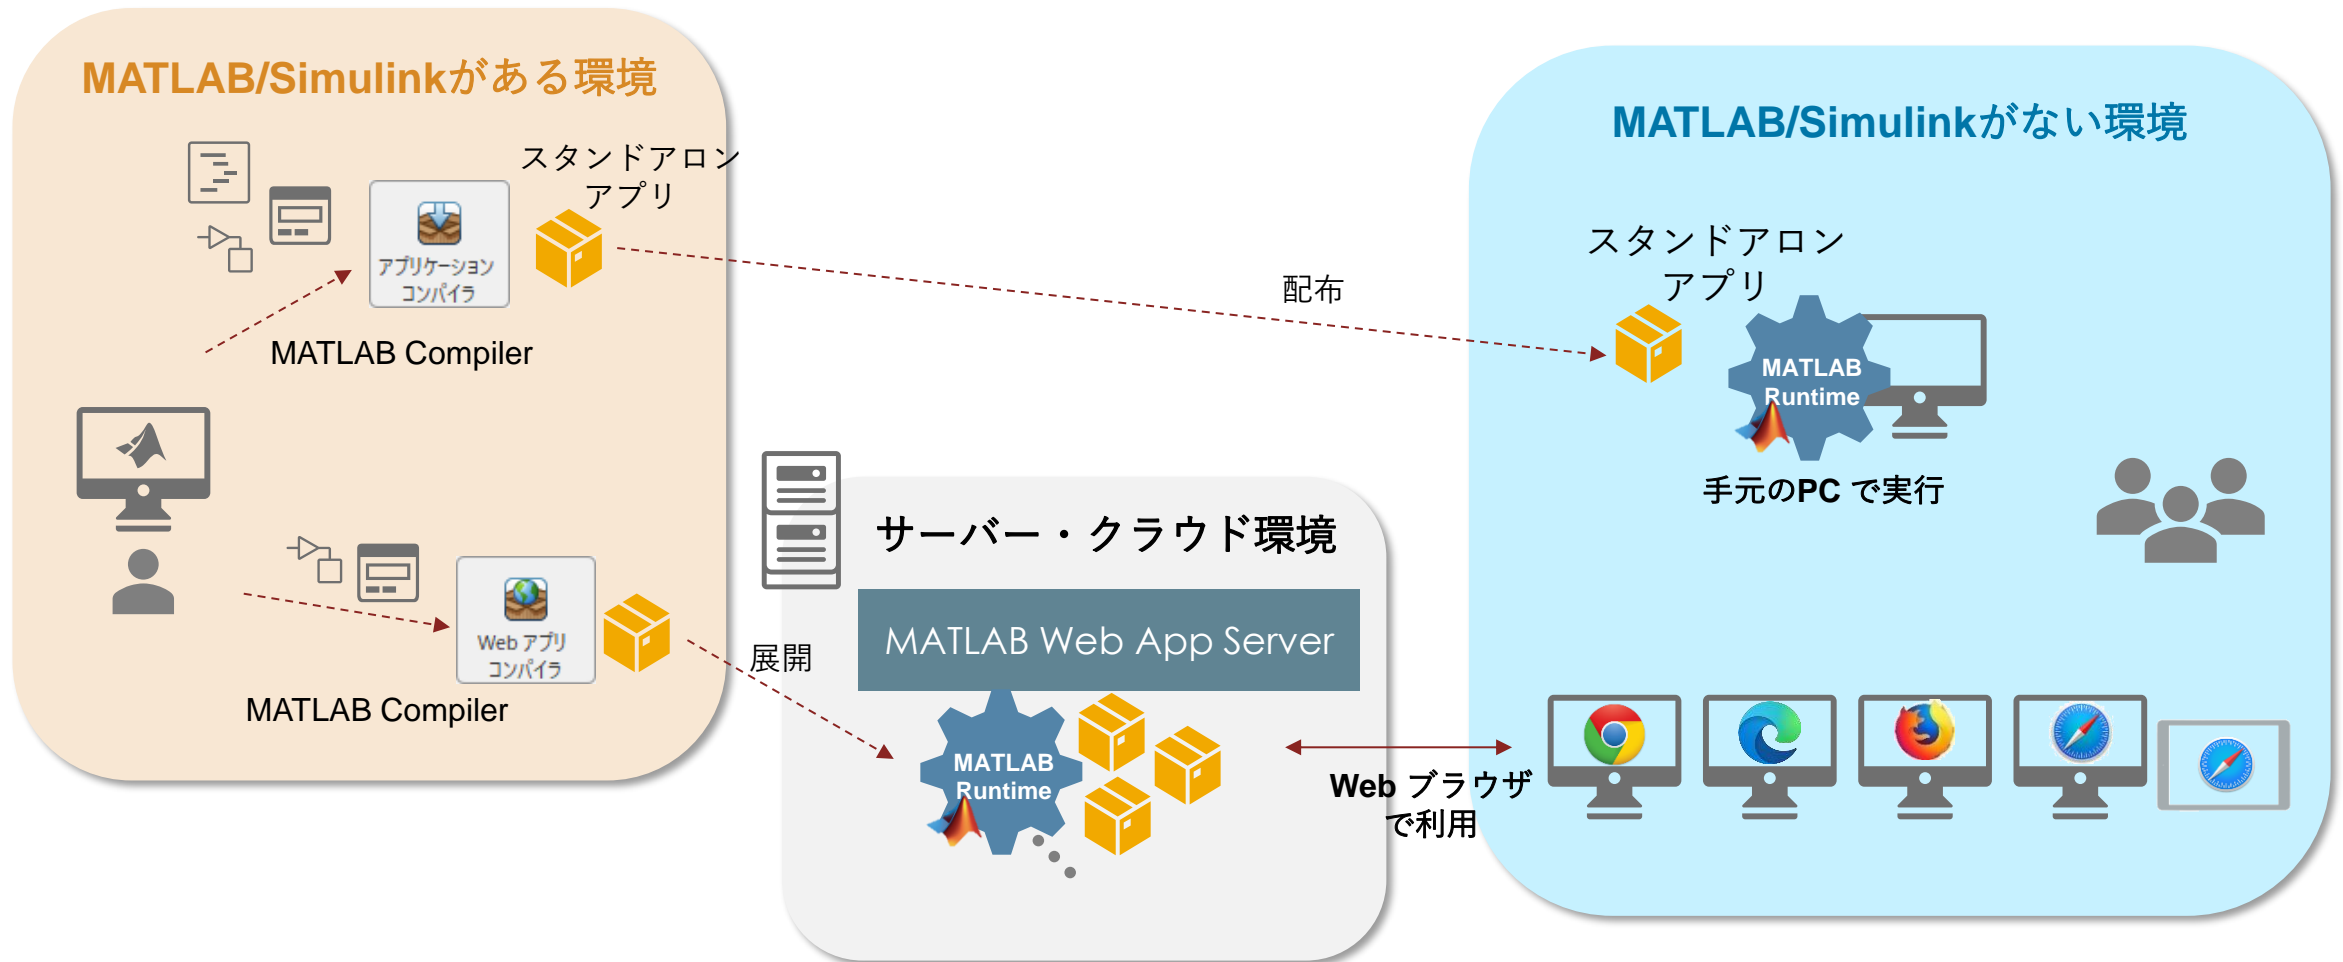 MATLAB/Simulinkがある環境
スタンドアロン
アプリ
アプリケーション
コンパイラ
MATLAB Compiler
Web アプリ
コンパイラ
MATLAB Compiler
配布
展開
サーバー・クラウド環境
MATLAB Web App Server
MATLAB
Runtime
Web ブラウザ
で利用
MATLAB/Simulinkがない環境
スタンドアロン
アプリ
MATLAB
Runtime
手元のPC で実行